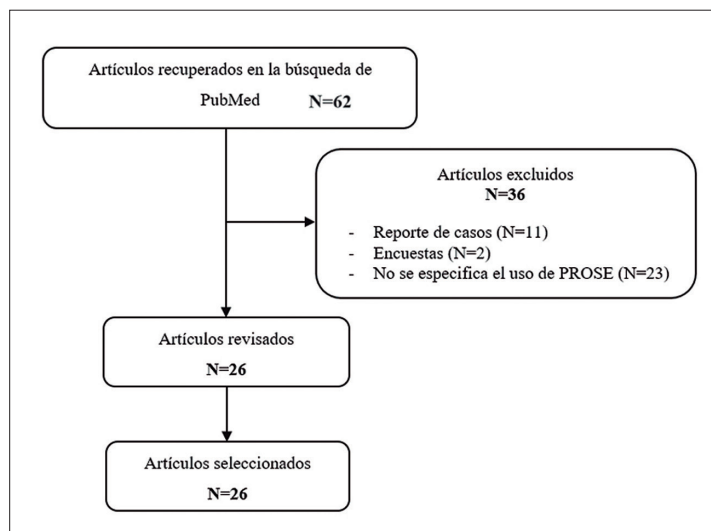 Artículos recuperados en la búsqueda de
PubMed N=62
Artículos excluidos
N=36
- Reporte de casos (N=11)
- Encuestas (N=2)
- No se especifica el uso de PROSE (N=23)
Artículos revisados
N=26
Artículos seleccionados
N=26